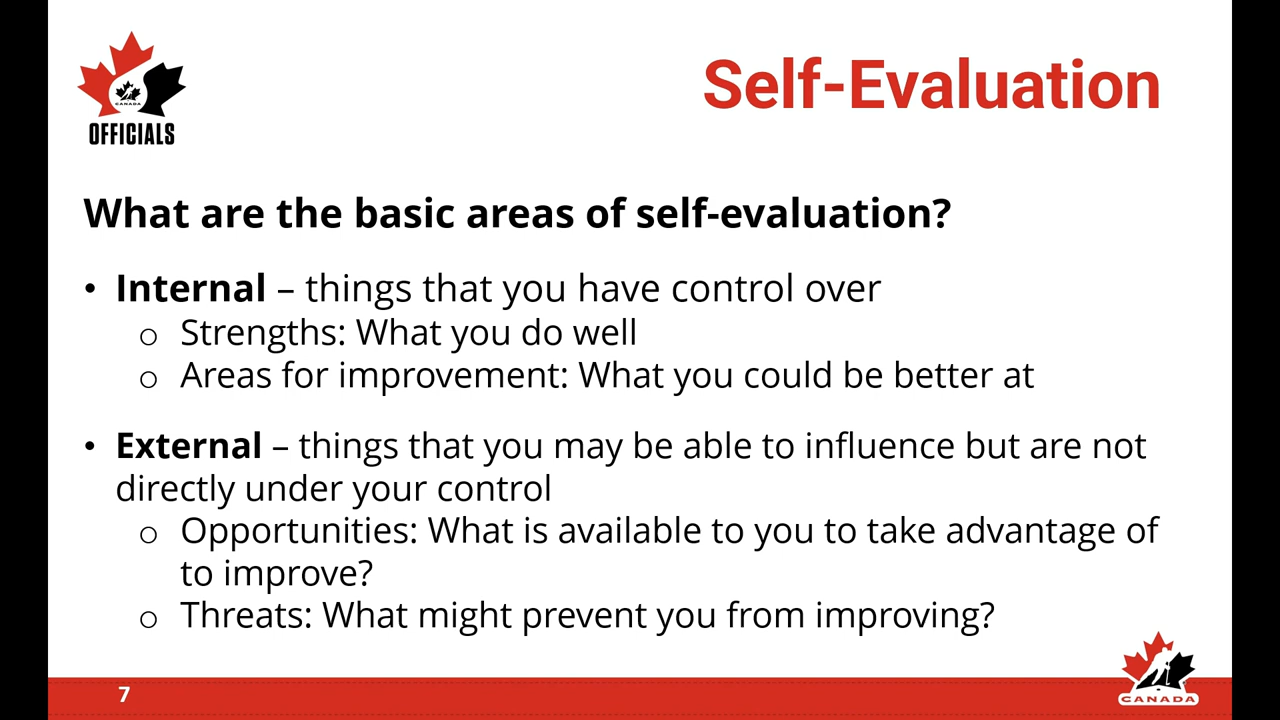 CANADA
OFFICIALS
Self-Evaluation
What are the basic areas of self-evaluation?
• Internal – things that you have control over
o Strengths: What you do well
o Areas for improvement: What you could be better at
• External – things that you may be able to influence but are not
directly under your control
o Opportunities: What is available to you to take advantage of
to improve?
o Threats: What might prevent you from improving?
7
CANADA